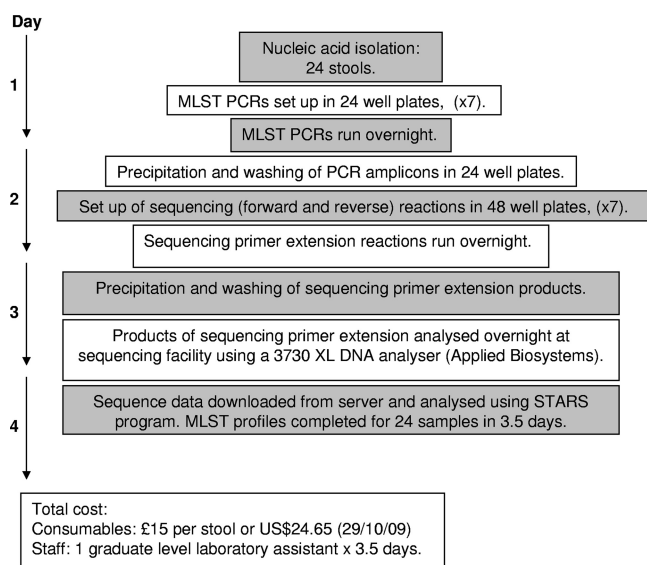 Day
1
Nucleic acid isolation:
24 stools.
MLST PCRs set up in 24 well plates, (x7).
MLST PCRs run overnight.
2
Precipitation and washing of PCR amplicons in 24 well plates.
Set up of sequencing (forward and reverse) reactions in 48 well plates, (x7).
Sequencing primer extension reactions run overnight.
3
Precipitation and washing of sequencing primer extension products.
Products of sequencing primer extension analysed overnight at
sequencing facility using a 3730 XL DNA analyser (Applied Biosystems).
4
Sequence data downloaded from server and analysed using STARS
program. MLST profiles completed for 24 samples in 3.5 days.
Total cost:
Consumables: £15 per stool or US$24.65 (29/10/09)
Staff: 1 graduate level laboratory assistant x 3.5 days.